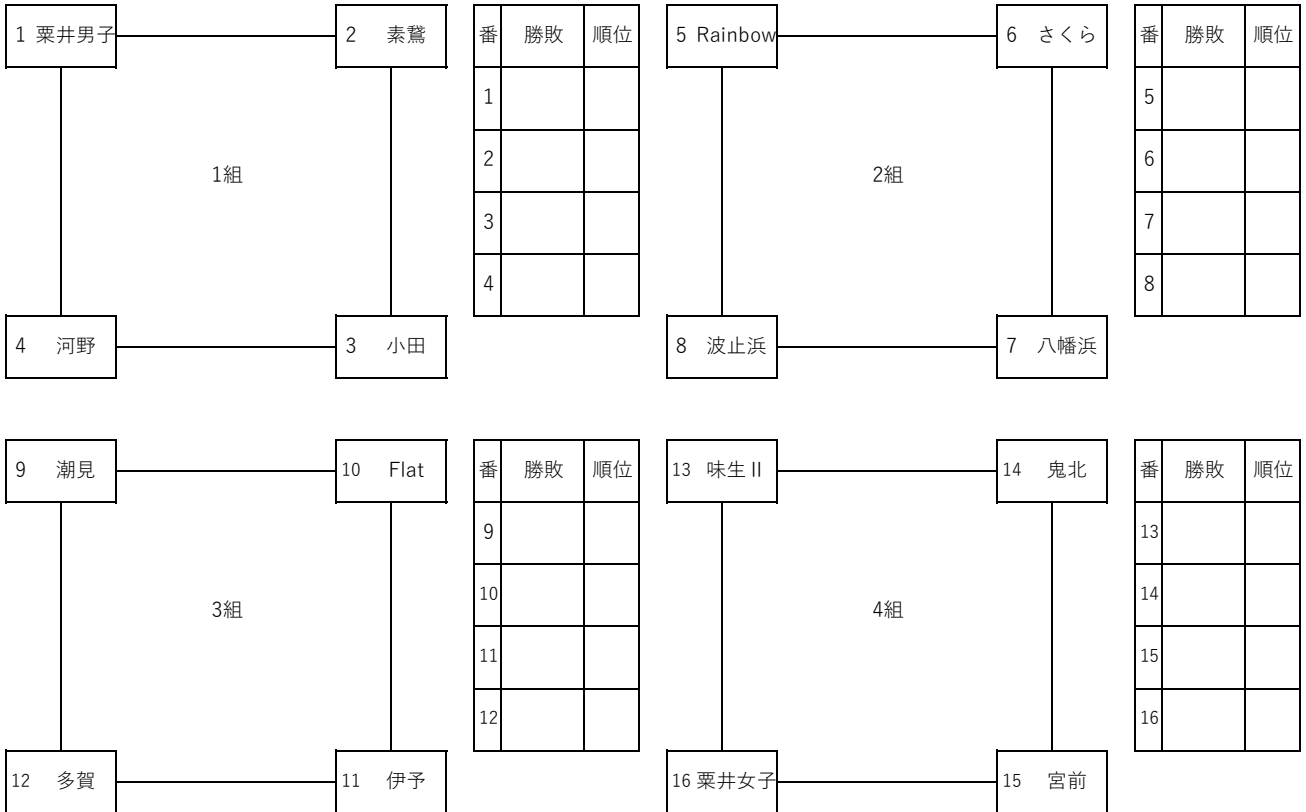 1 粟井男子
2 素鵞
番 勝敗 順位
1
2
3
4
1組
4 河野
3 小田
5 Rainbow
6 さくら
番 勝敗 順位
5
6
7
8
2組
8 波止浜
7 八幡浜
9 潮見
10 Flat
番 勝敗 順位
9
10
11
12
3組
12 多賀
11 伊予
13 味生Ⅱ
14 鬼北
番 勝敗 順位
13
14
15
16
4組
16 粟井女子
15 宮前